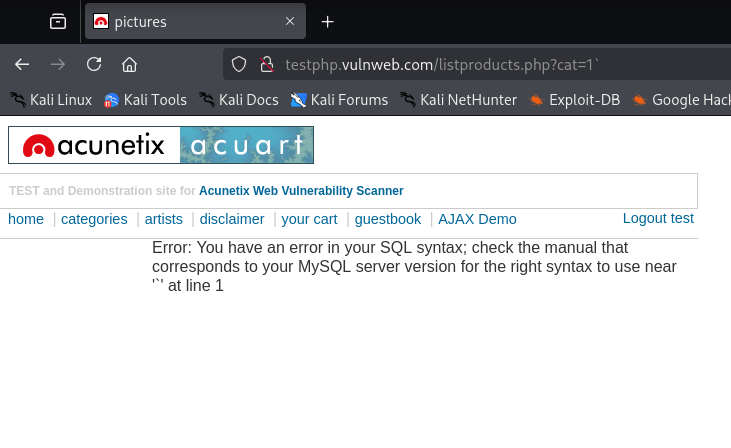 pictures
testphp.vulnweb.com/listproducts.php?cat=1`
Kali Linux Kali Tools Kali Docs Kali Forums Kali NetHunter Exploit-DB Google Hack
acunetix acuart
TEST and Demonstration site for Acunetix Web Vulnerability Scanner
home | categories | artists | disclaimer | your cart | guestbook | AJAX Demo Logout test
Error: You have an error in your SQL syntax; check the manual that
corresponds to your MySQL server version for the right syntax to use near
'`' at line 1